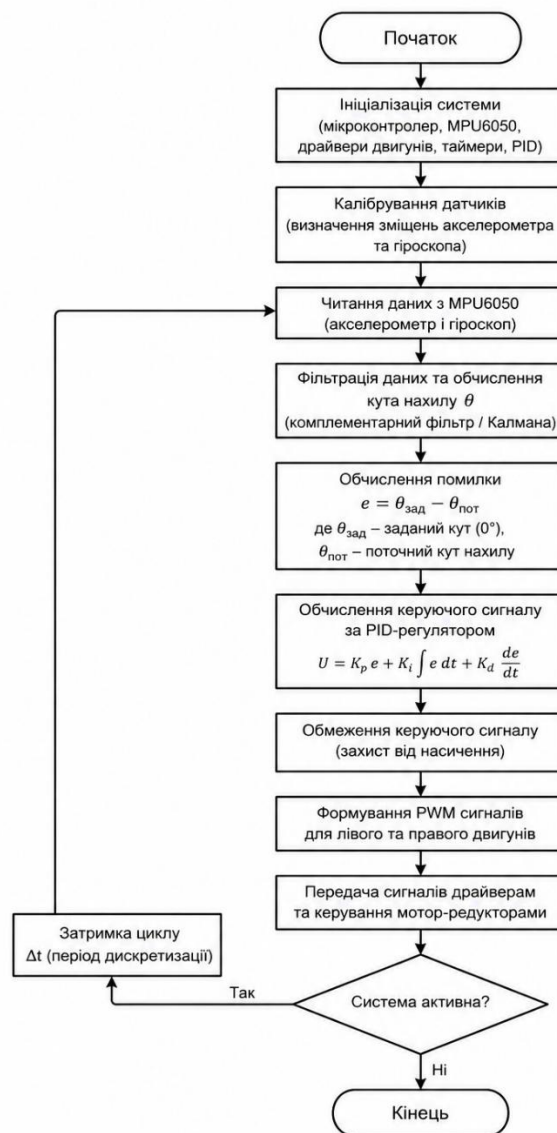 Початок
Ініціалізація системи
(мікроконтролер, MPU6050,
драйвери двигунів, таймери, PID)
Калібрування датчиків
(визначення зміщень акселерометра
та гіроскопа)
Читання даних з MPU6050
(акселерометр і гіроскоп)
Фільтрація даних та обчислення
кута нахилу θ
(комплементарний фільтр / Калмана)
Обчислення помилки
e = θзад − θпот
де θзад – заданий кут (0°),
θпот – поточний кут нахилу
Обчислення керуючого сигналу
за PID-регулятором
U = Kp e + Ki ∫ e dt + Kd de/dt
Обмеження керуючого сигналу
(захист від насичення)
Формування PWM сигналів
для лівого та правого двигунів
Передача сигналів драйверам
та керування мотор-редукторами
Затримка циклу
Δt (період дискретизації)
Так
Система активна?
Ні
Кінець